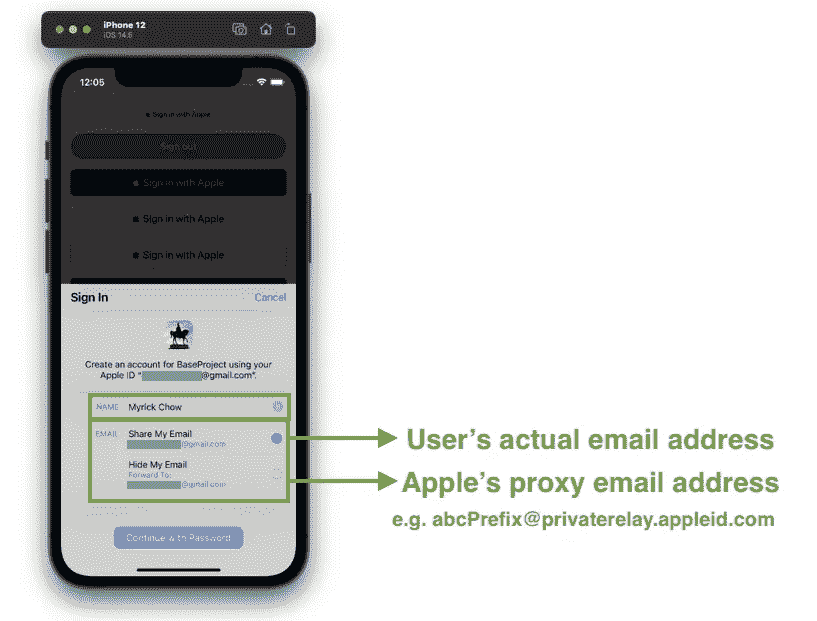 iPhone 12
iOS 14.5
12:05
Sign in with Apple
Sign out
Sign in with Apple
Sign in with Apple
Sign in with Apple
Sign In
Cancel
Create an account for BaseProject using your
Apple ID "@gmail.com".
NAME Myrick Chow
EMAIL Share My Email
@gmail.com
Hide My Email
Forward To:
@gmail.com
Continue with Password
User's actual email address
Apple's proxy email address
e.g. abcPrefix@privaterelay.appleid.com